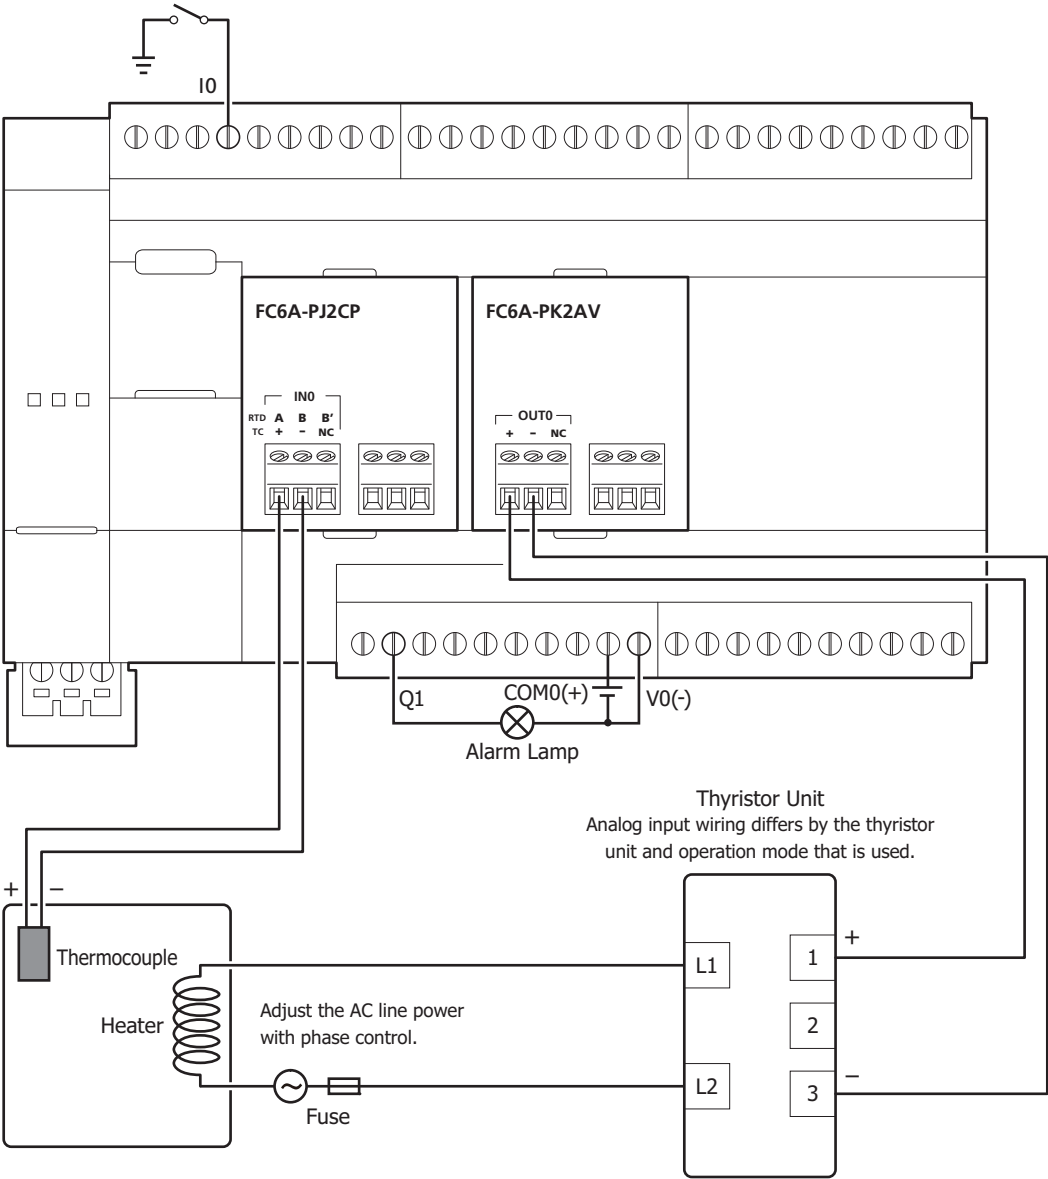 I0
FC6A-PJ2CP
FC6A-PK2AV
IN0
RTD A B B’
TC + − NC
OUT0
+ − NC
Q1
COM0(+)
V0(-)
Alarm Lamp
Thyristor Unit
Analog input wiring differs by the thyristor
unit and operation mode that is used.
+ −
Thermocouple
Heater
Adjust the AC line power
with phase control.
Fuse
L1
L2
1
+
2
3
−